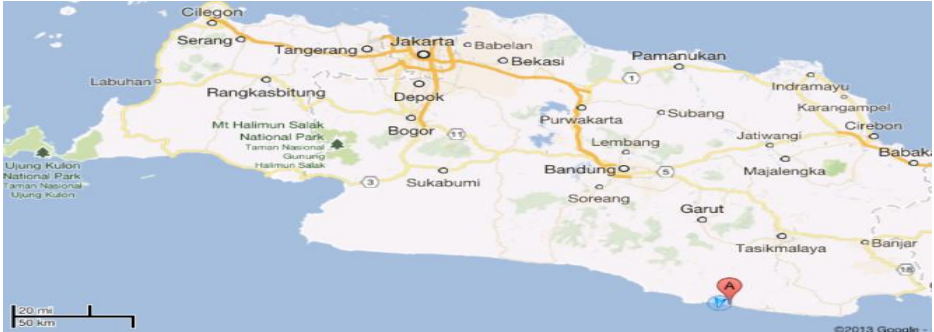 Cilegon
Serang
Tangerang
Jakarta
Babelan
Bekasi
Pamanukan
Labuhan
Rangkasbitung
Depok
1
Indramayu
Karangampel
Mt Halimun Salak
National Park
Taman Nasional
Gunung
Halimun Salak
Bogor
11
Purwakarta
Subang
Cirebon
Lembang
Jatiwangi
Babaka
Ujung Kulon
National Park
Taman Nasional
Ujung Kulon
3
Sukabumi
Bandung
5
Majalengka
Soreang
Garut
Tasikmalaya
Banjar
18
A
20 mi
50 km
©2013 Google -